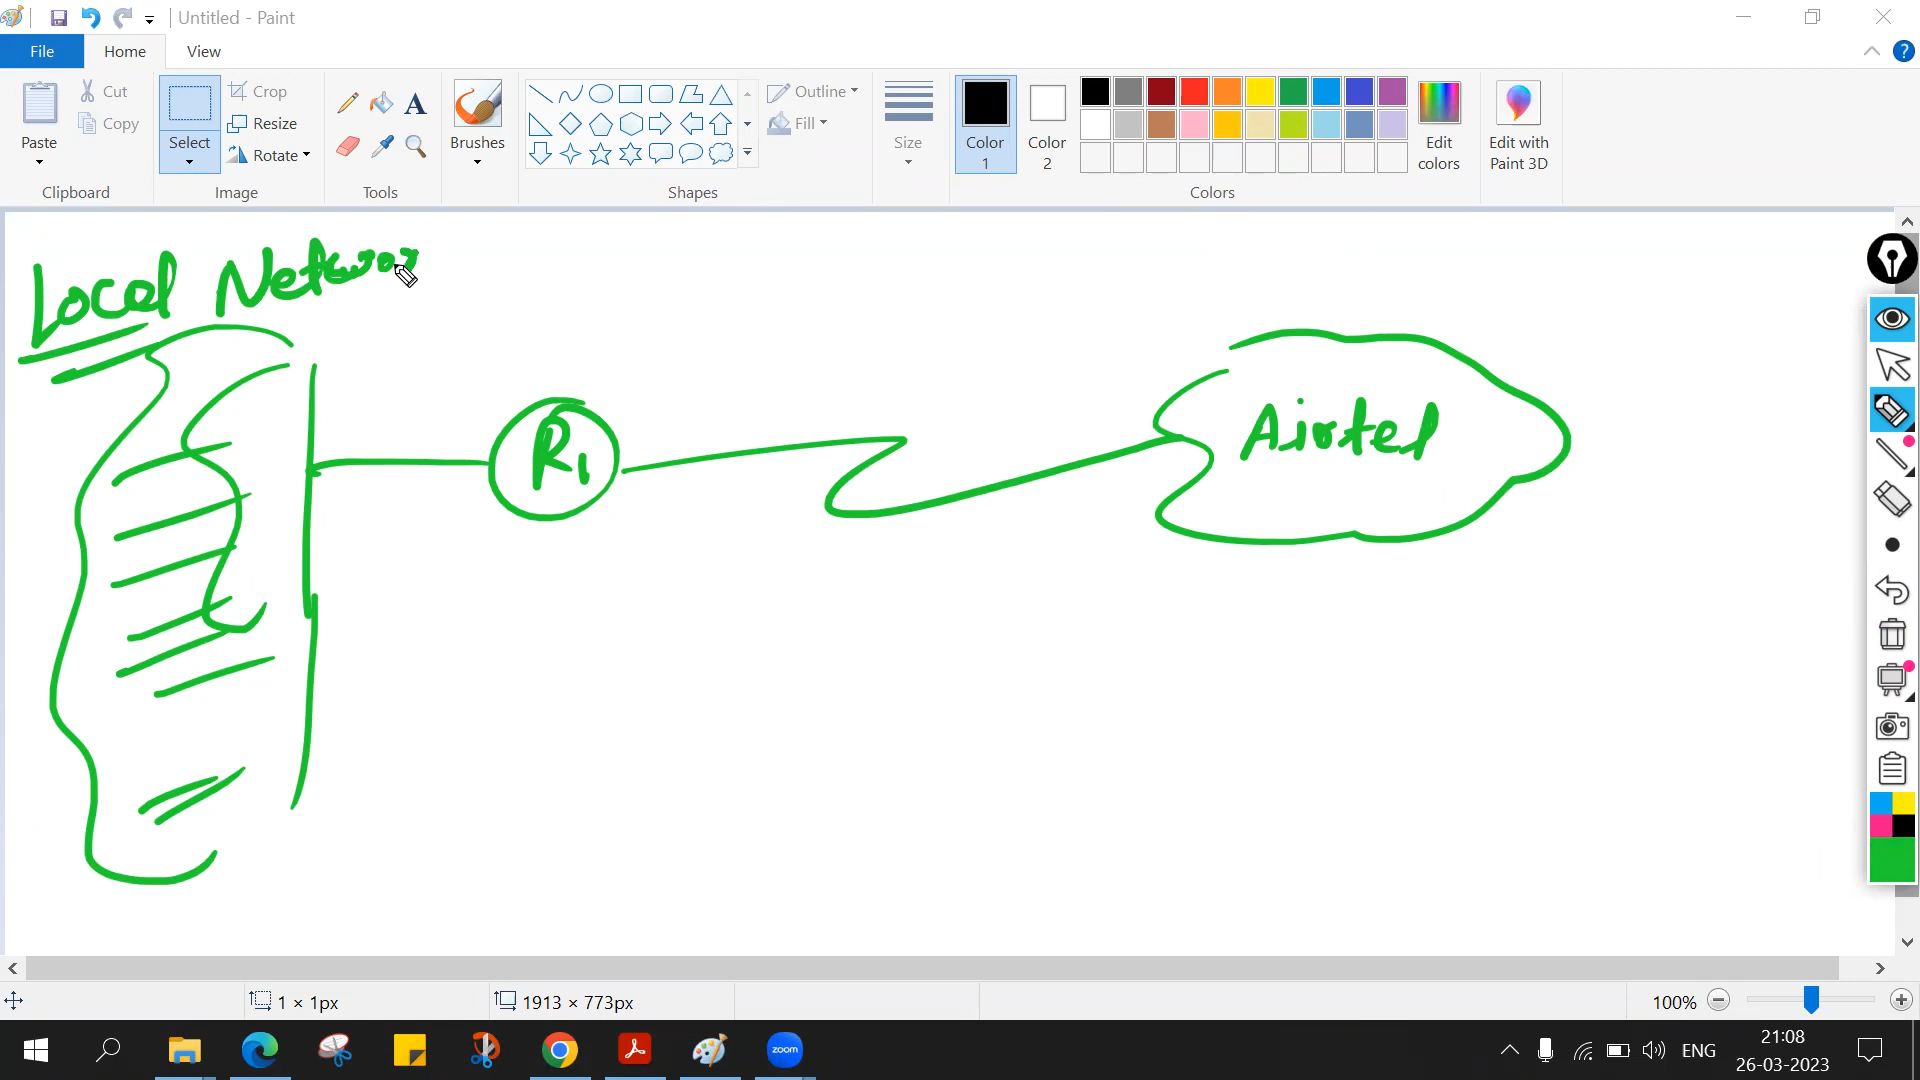 Untitled - Paint
File Home View
Paste
Cut
Copy
Clipboard
Select
Crop
Resize
Rotate
Image
Tools
Brushes
Shapes
Outline
Fill
Size
Color 1
Color 2
Colors
Edit colors
Edit with Paint 3D
Local Networ
R1
Airtel
1 × 1px
1913 × 773px
100%
zoom
ENG
21:08
26-03-2023